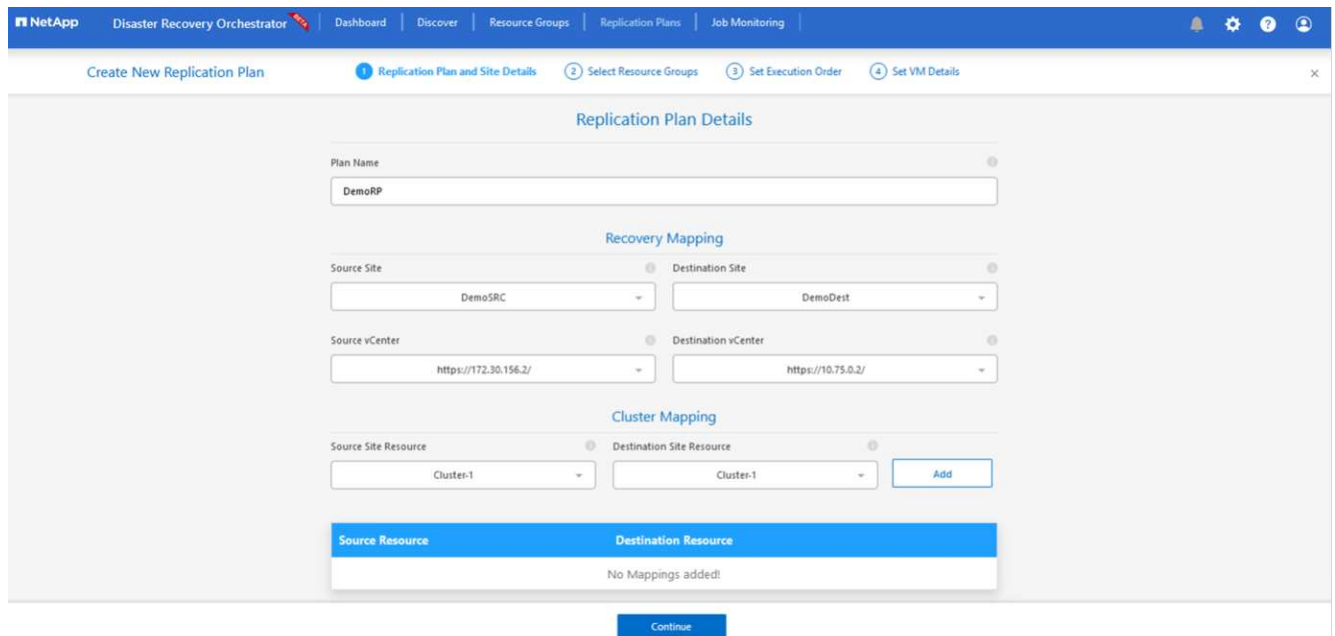 NetApp Disaster Recovery Orchestrator BETA Dashboard Discover Resource Groups Replication Plans Job Monitoring ?
Create New Replication Plan 1 Replication Plan and Site Details 2 Select Resource Groups 3 Set Execution Order 4 Set VM Details
Replication Plan Details
Plan Name
DemoRP
Recovery Mapping
Source Site Destination Site
DemoSRC DemoDest
Source vCenter Destination vCenter
https://172.30.156.2/ https://10.75.0.2/
Cluster Mapping
Source Site Resource Destination Site Resource
Cluster-1 Cluster-1 Add
Source Resource Destination Resource
No Mappings added!
Continue